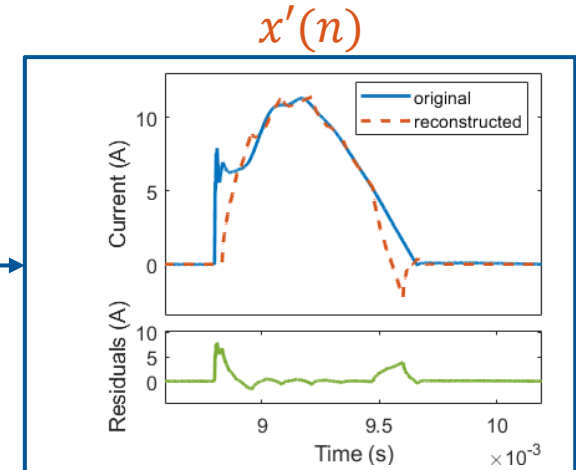 x′(n)
original
reconstructed
Current (A)
10
5
0
Residuals (A)
10
5
0
9
9.5
10
Time (s)
×10⁻³